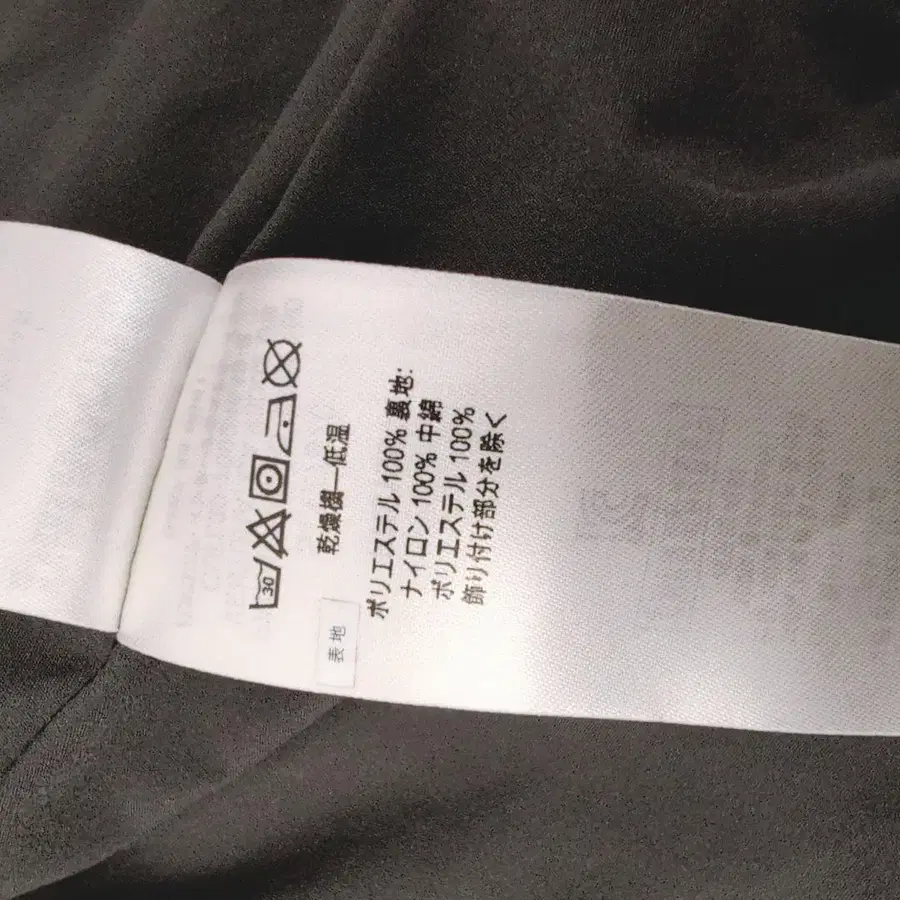 30
乾燥機—低温
表地
ポリエステル 100% 裏地:
ナイロン 100% 中綿
ポリエステル 100%
飾り付け部分を除く